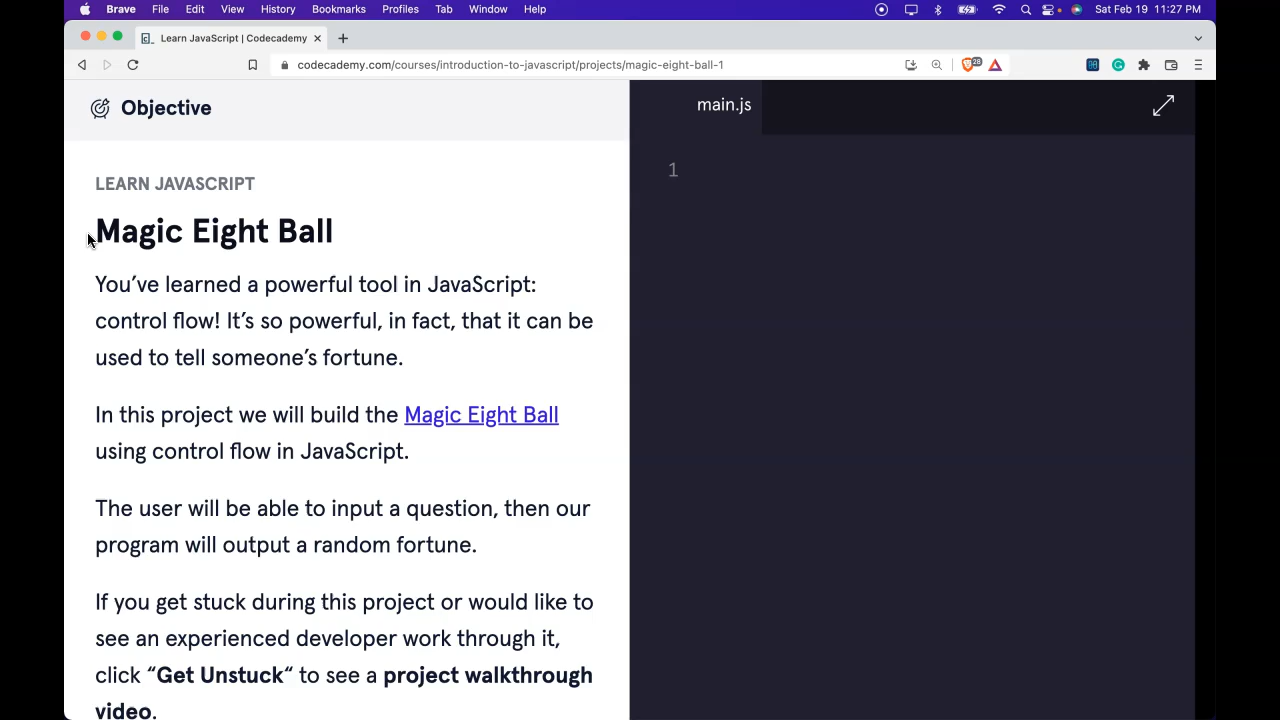 Brave File Edit View History Bookmarks Profiles Tab Window Help Sat Feb 19 11:27 PM
Learn JavaScript | Codecademy
codecademy.com/courses/introduction-to-javascript/projects/magic-eight-ball-1
28
Objective
LEARN JAVASCRIPT
Magic Eight Ball
You’ve learned a powerful tool in JavaScript:
control flow! It’s so powerful, in fact, that it can be
used to tell someone’s fortune.
In this project we will build the Magic Eight Ball
using control flow in JavaScript.
The user will be able to input a question, then our
program will output a random fortune.
If you get stuck during this project or would like to
see an experienced developer work through it,
click “Get Unstuck“ to see a project walkthrough
video.
main.js
1